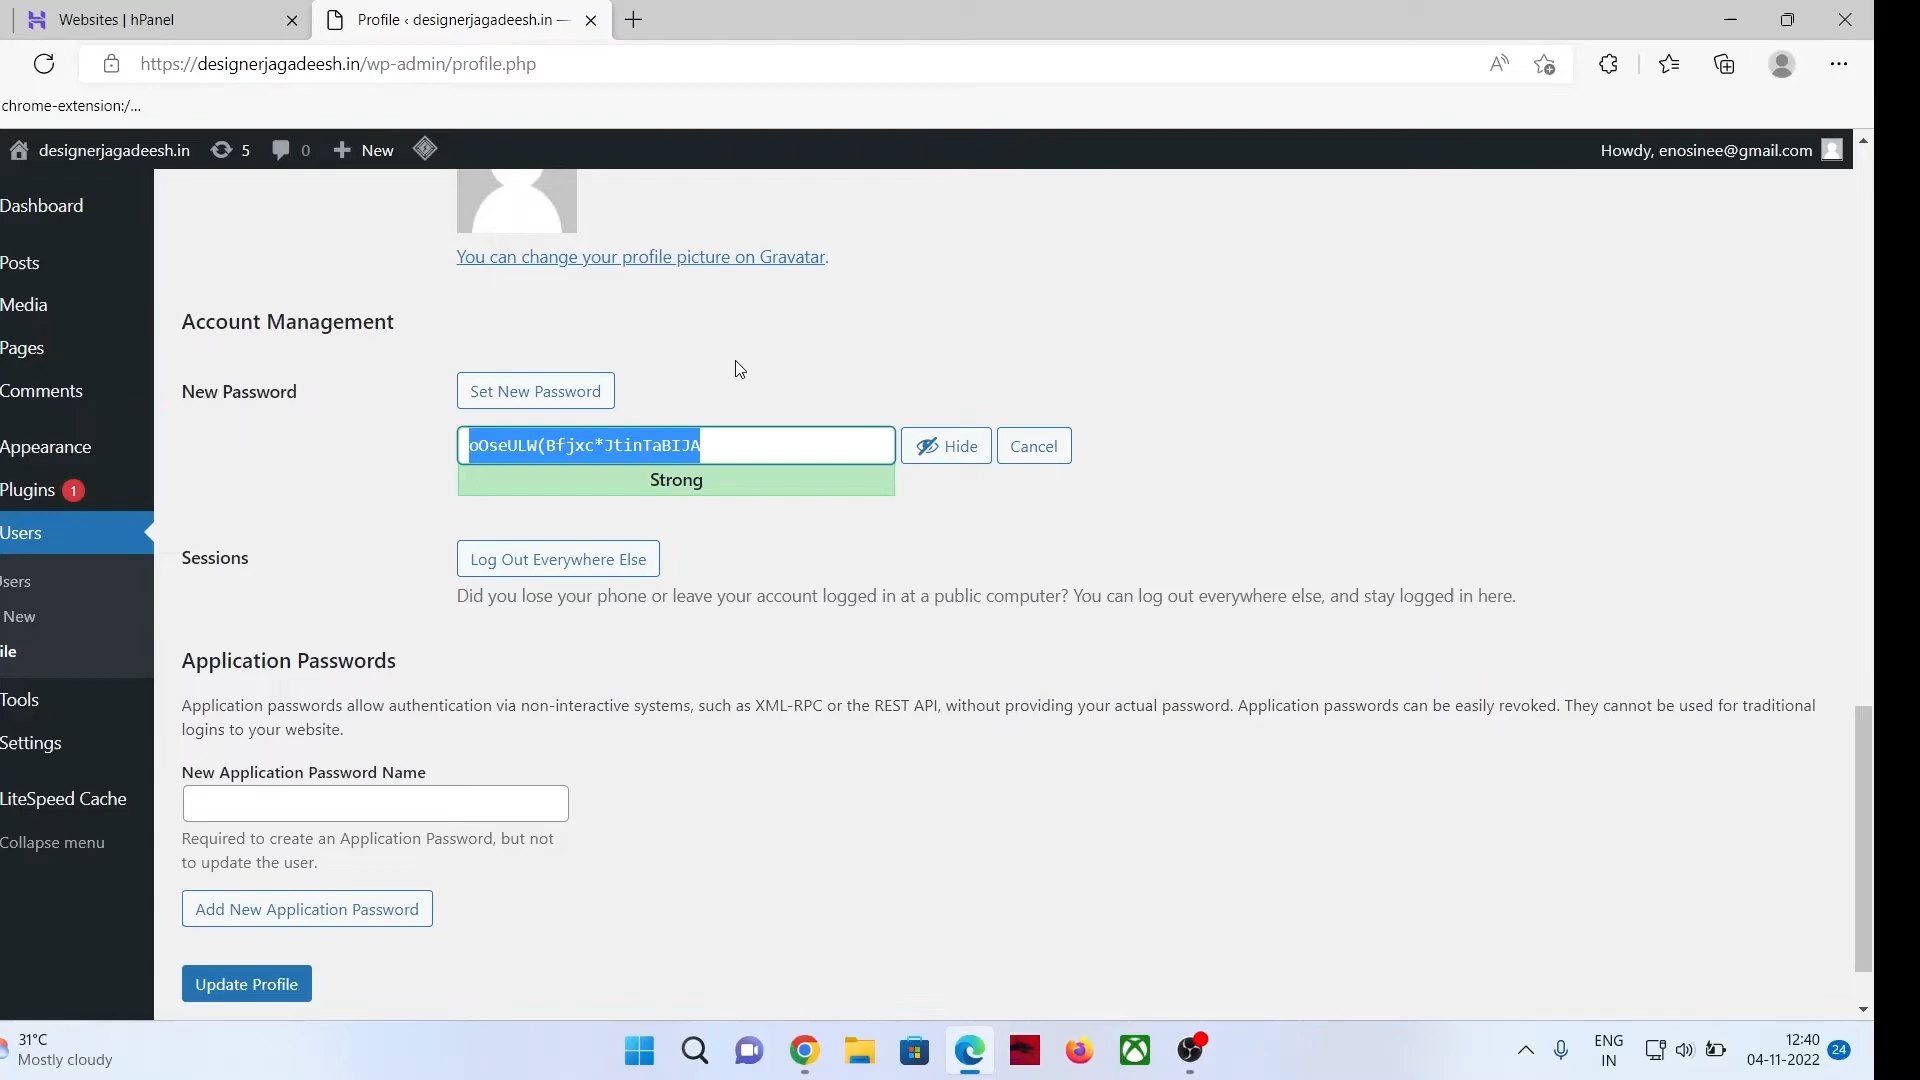 Websites | hPanel
Profile ‹ designerjagadeesh.in —
https://designerjagadeesh.in/wp-admin/profile.php
chrome-extension:/...
designerjagadeesh.in 5 0 New
Howdy, enosinee@gmail.com
Dashboard
Posts
Media
Pages
Comments
Appearance
Plugins 1
Users
sers
New
ile
Tools
Settings
LiteSpeed Cache
Collapse menu
You can change your profile picture on Gravatar.
Account Management
New Password
Set New Password
oOseULW(Bfjxc*JtinTaBIJA
Hide
Cancel
Strong
Sessions
Log Out Everywhere Else
Did you lose your phone or leave your account logged in at a public computer? You can log out everywhere else, and stay logged in here.
Application Passwords
Application passwords allow authentication via non-interactive systems, such as XML-RPC or the REST API, without providing your actual password. Application passwords can be easily revoked. They cannot be used for traditional
logins to your website.
New Application Password Name
Required to create an Application Password, but not
to update the user.
Add New Application Password
Update Profile
31°C
Mostly cloudy
ENG
IN
12:40
04-11-2022
24